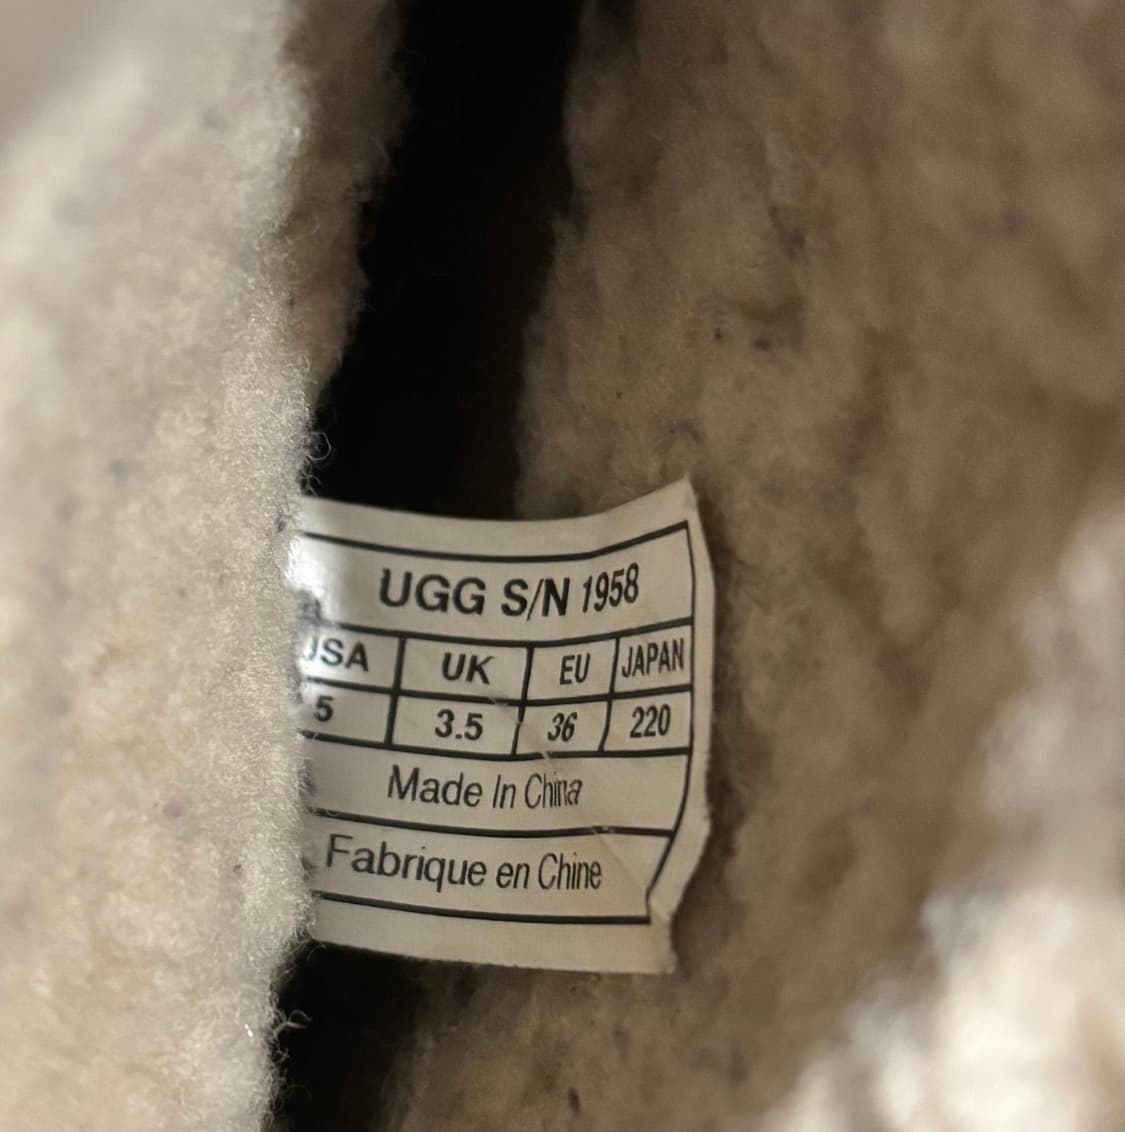 UGG S/N 1958
USA UK EU JAPAN
5 3.5 36 220
Made In China
Fabrique en Chine